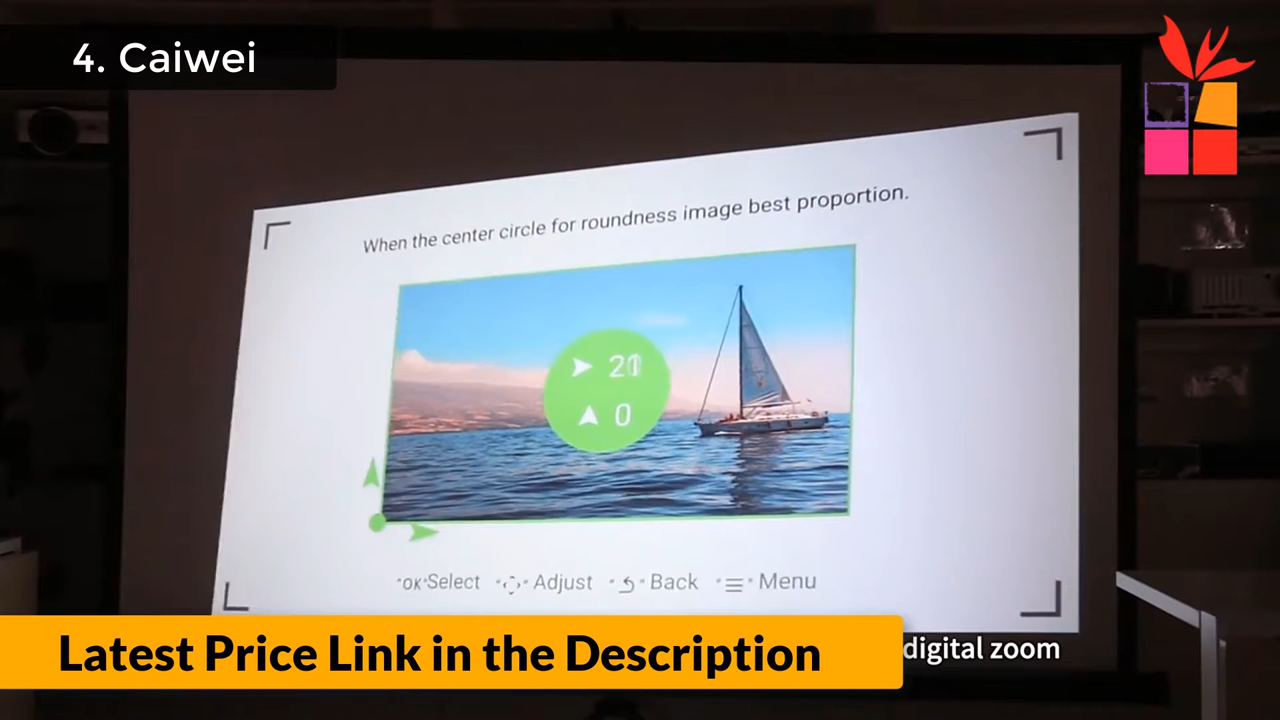 4. Caiwei
When the center circle for roundness image best proportion.
0
OK Select Adjust Back Menu
Latest Price Link in the Description
digital zoom